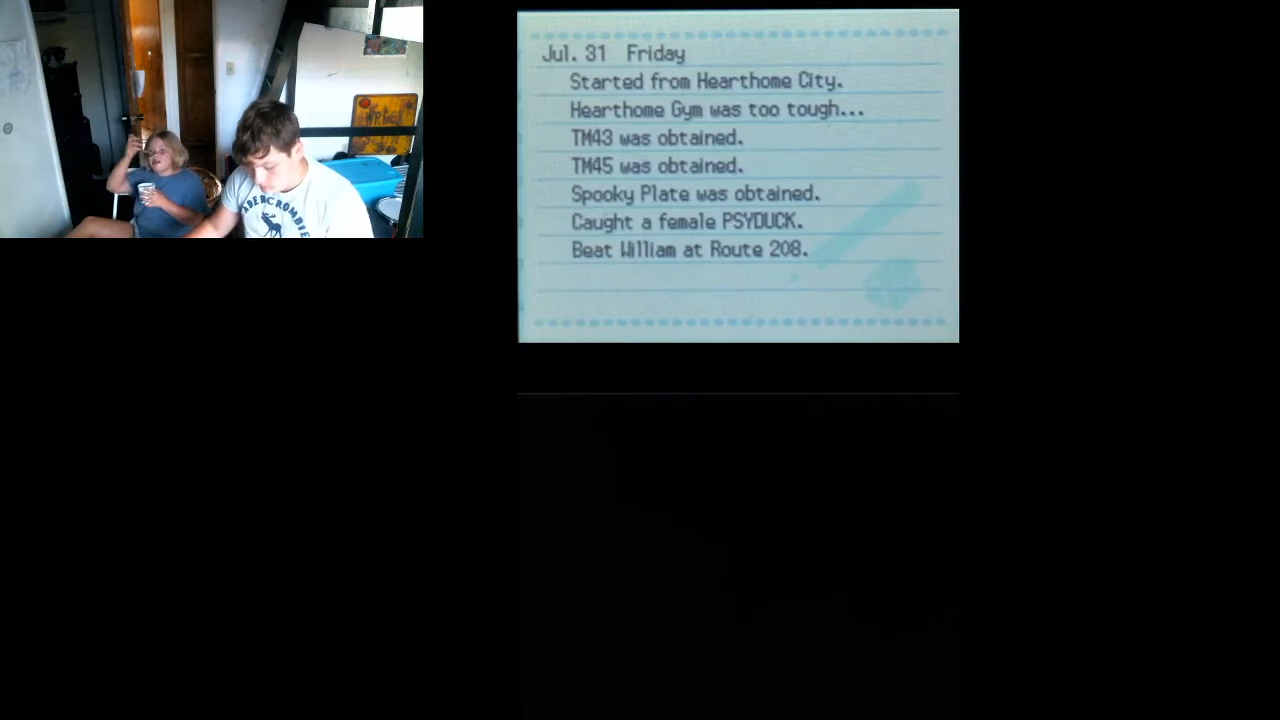 ABERCROMBIE
Jul. 31 Friday
Started from Hearthome City.
Hearthome Gym was too tough...
TM43 was obtained.
TM45 was obtained.
Spooky Plate was obtained.
Caught a female PSYDUCK.
Beat William at Route 208.